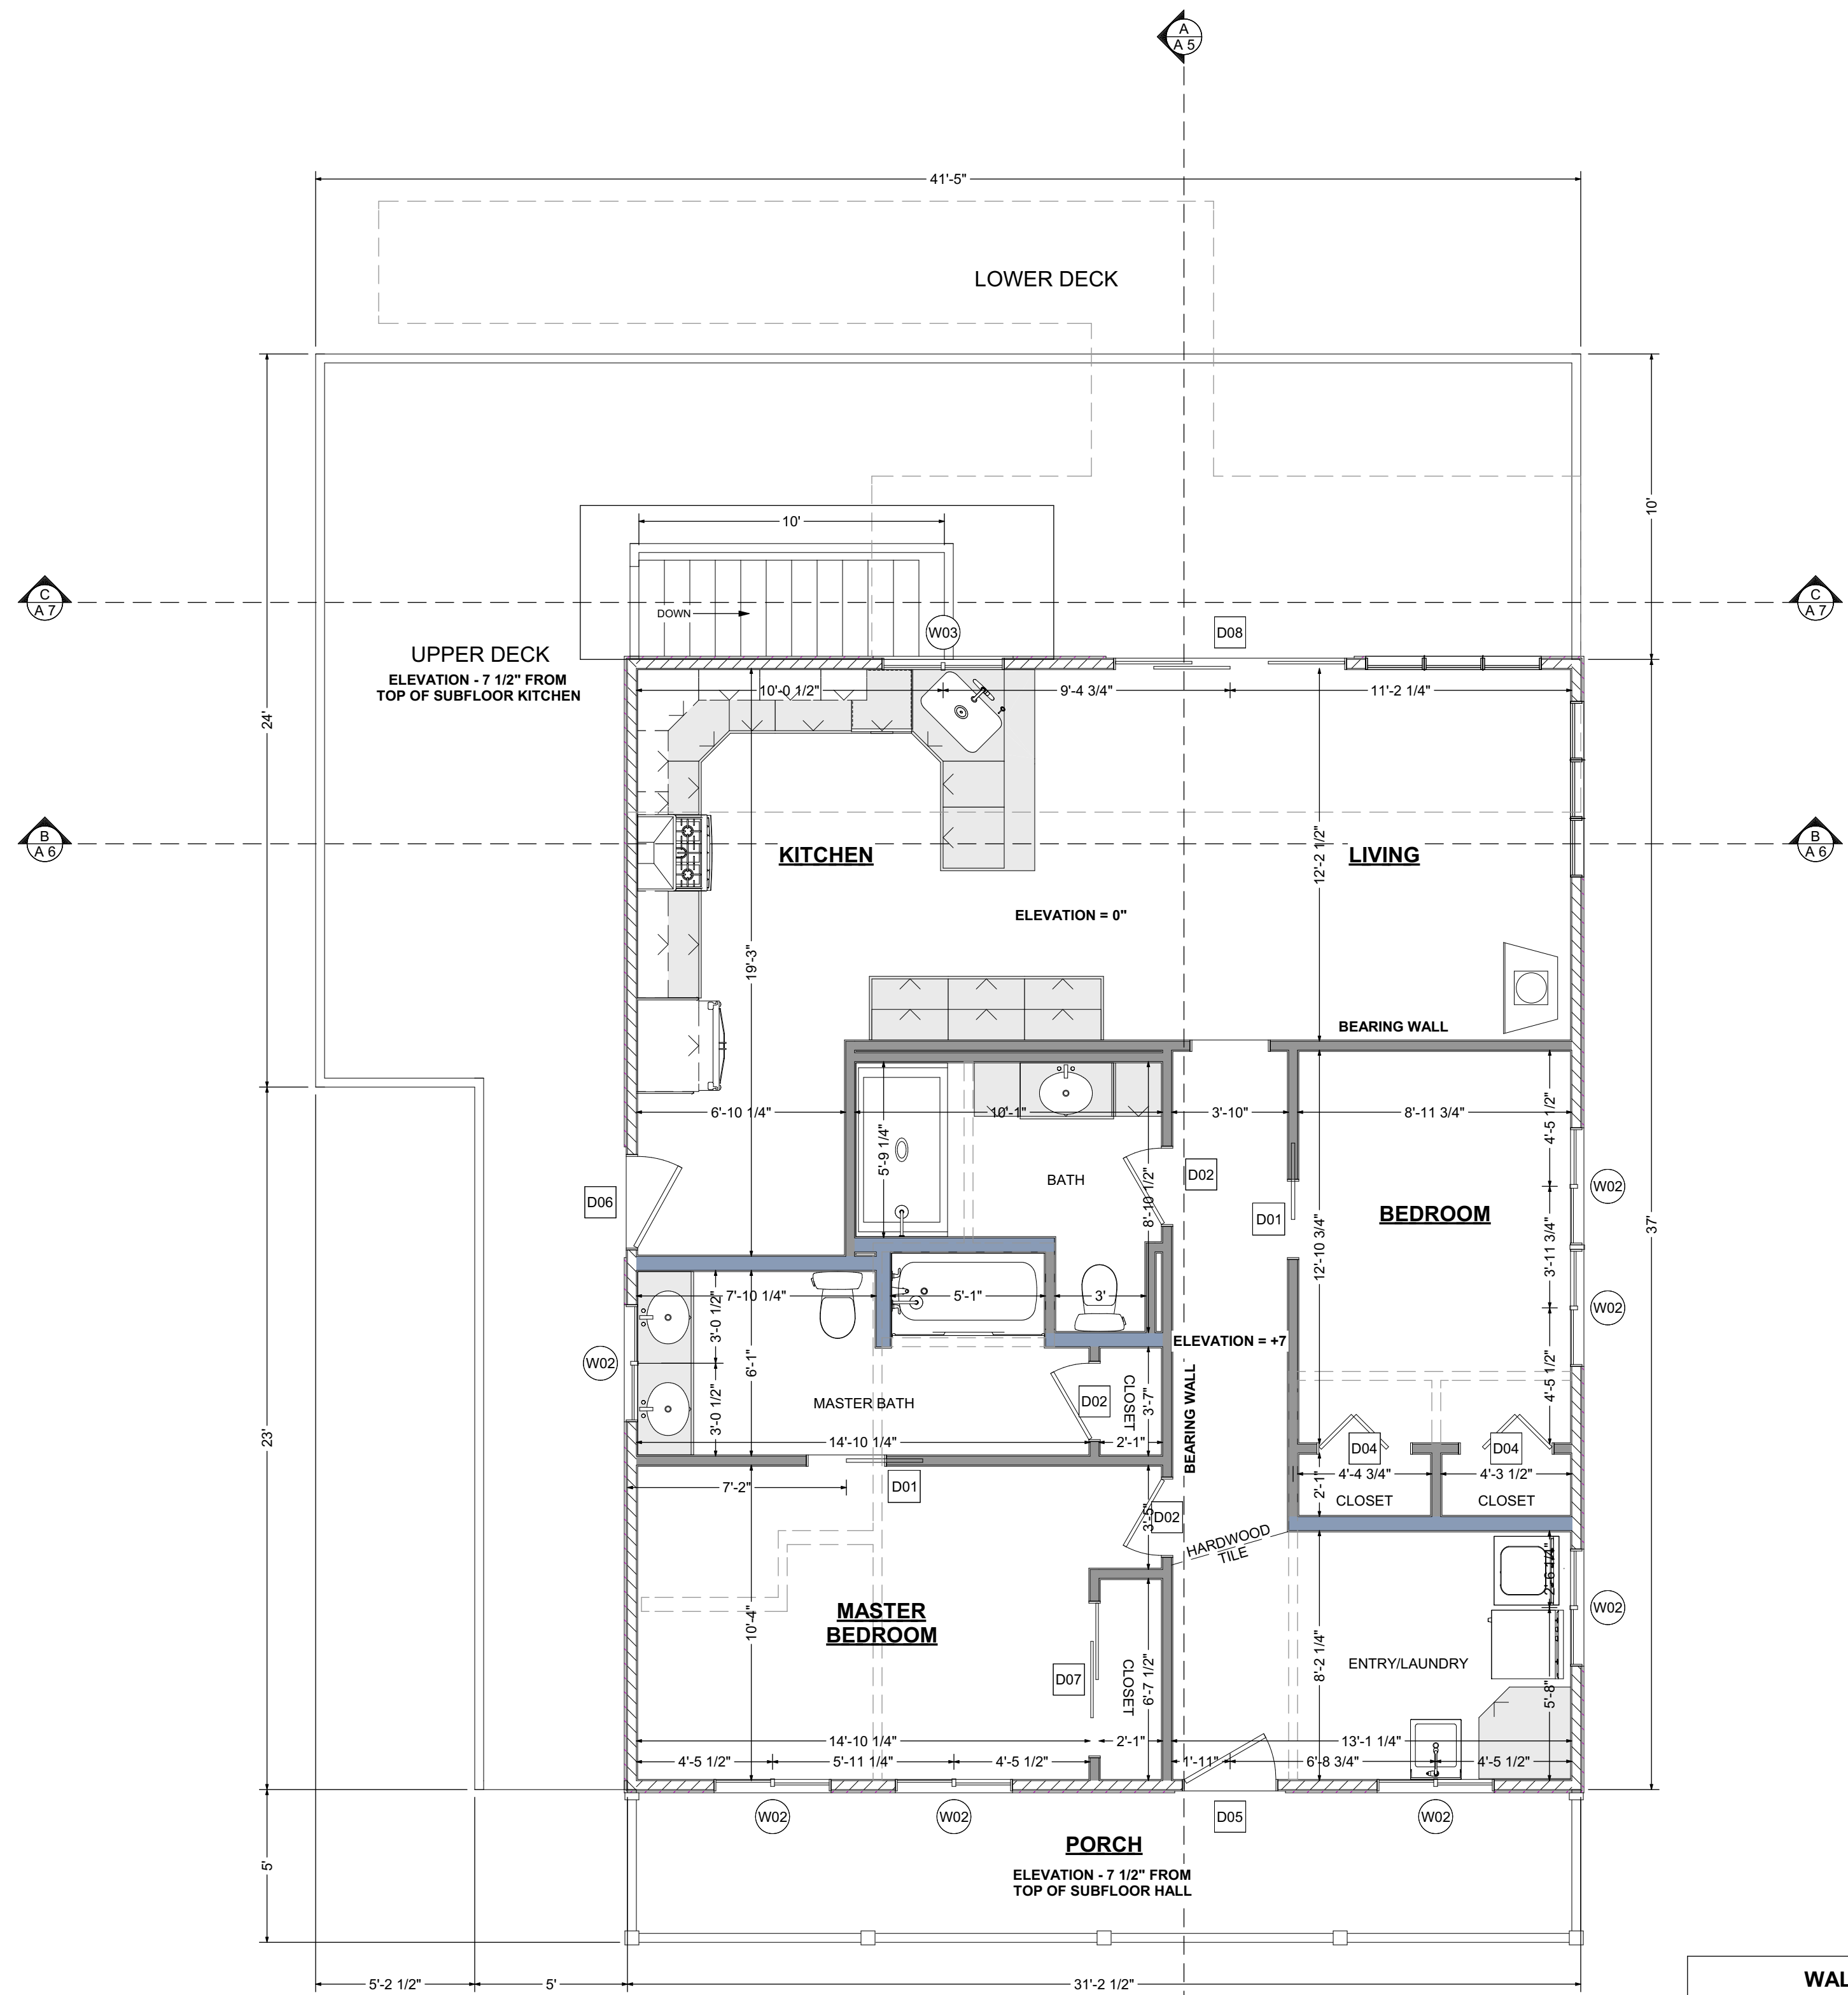 A
A 5
41'-5"
LOWER DECK
10'
10'
24'
C
A 7
DOWN
C
A 7
W03
D08
UPPER DECK
ELEVATION - 7 1/2" FROM
TOP OF SUBFLOOR KITCHEN
10'-0 1/2"
9'-4 3/4"
11'-2 1/4"
B
A 6
KITCHEN
12'-2 1/2"
LIVING
B
A 6
ELEVATION = 0"
19'-3"
BEARING WALL
6'-10 1/4"
10'-1"
3'-10"
8'-11 3/4"
4'-5 1/2"
5'-9 1/4"
BATH
D02
D06
8'-10 1/2"
D01
BEDROOM
W02
37'
12'-10 3/4"
3'-11 3/4"
7'-10 1/4"
5'-1"
3'
W02
3'-0 1/2"
ELEVATION = +7
W02
6'-1"
3'-0 1/2"
MASTER BATH
D02
CLOSET
3'-7"
BEARING WALL
4'-5 1/2"
23'
14'-10 1/4"
2'-1"
D04
D04
7'-2"
D01
2'-1"
4'-4 3/4"
4'-3 1/2"
CLOSET
CLOSET
3'-5"
D02
HARDWOOD
TILE
2'-6 1/4"
MASTER
BEDROOM
10'-4"
W02
8'-2 1/4"
ENTRY/LAUNDRY
D07
CLOSET
6'-7 1/2"
5'-8"
14'-10 1/4"
2'-1"
13'-1 1/4"
4'-5 1/2"
5'-11 1/4"
4'-5 1/2"
1'-11"
6'-8 3/4"
4'-5 1/2"
W02
W02
D05
W02
PORCH
5'
ELEVATION - 7 1/2" FROM
TOP OF SUBFLOOR HALL
5'-2 1/2"
5'
31'-2 1/2"